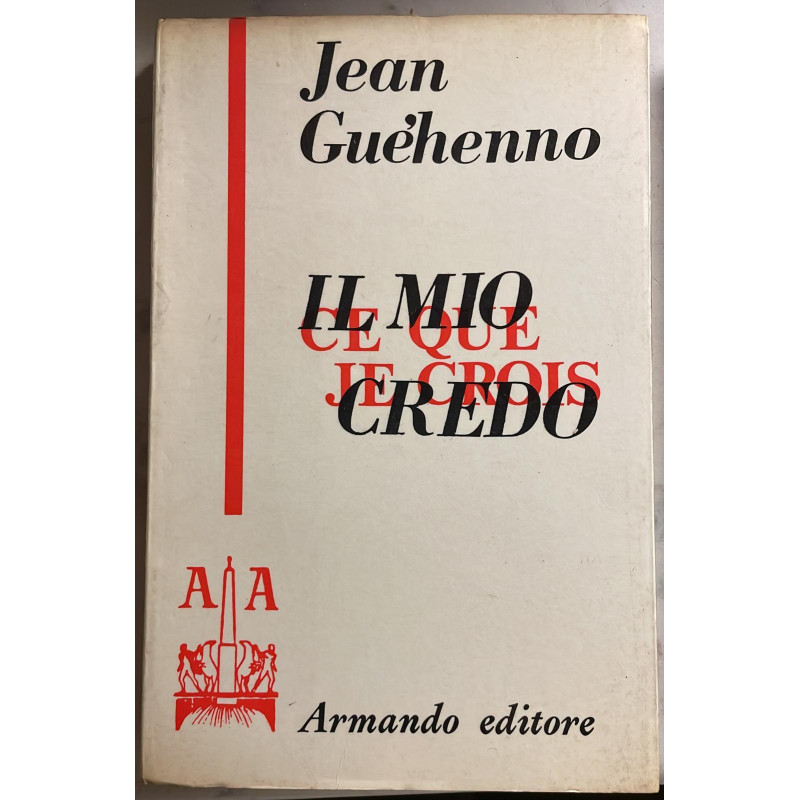 Jean
Guéhenno
IL MIO
CE QUE
JE CROIS
CREDO
A A
Armando editore